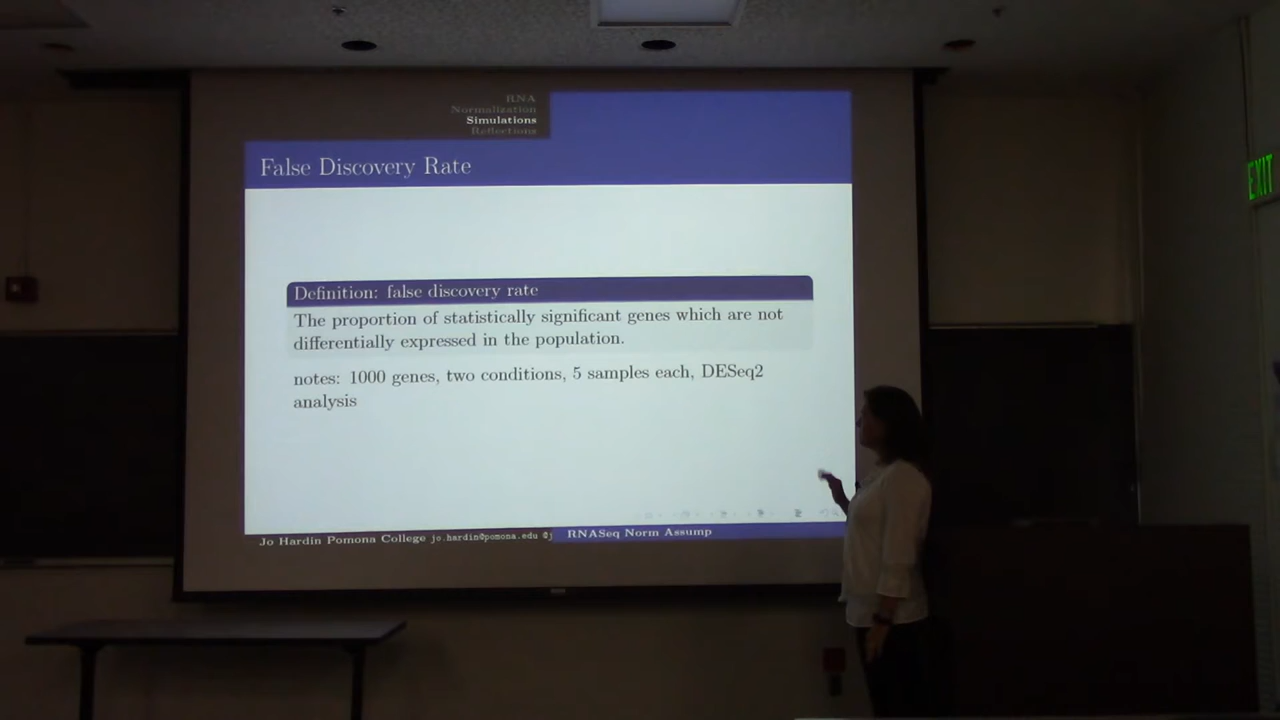 RNA
Normalization
Simulations
Reflections
False Discovery Rate
Definition: false discovery rate
The proportion of statistically significant genes which are not
differentially expressed in the population.
notes: 1000 genes, two conditions, 5 samples each, DESeq2
analysis
Jo Hardin Pomona College jo.hardin@pomona.edu @j
RNASeq Norm Assump
EXIT